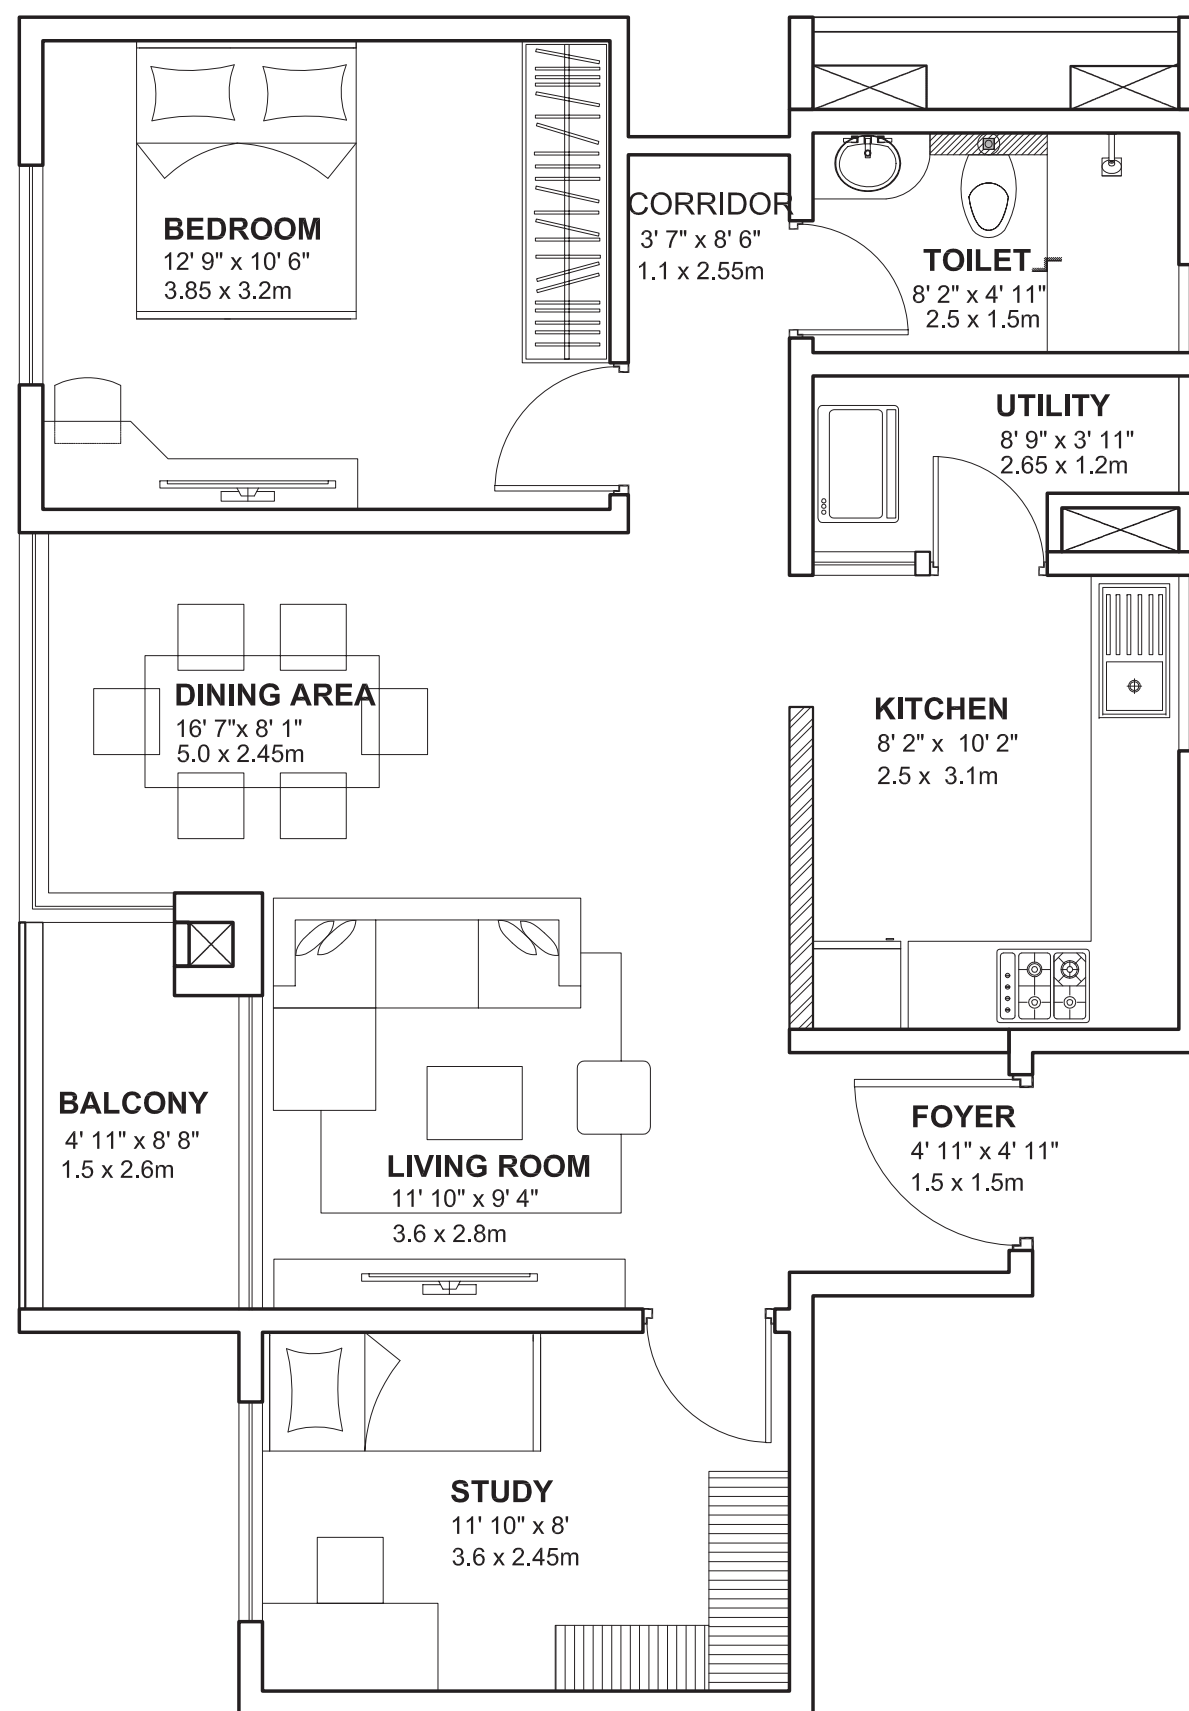 BEDROOM
12' 9" x 10' 6"
3.85 x 3.2m
CORRIDOR
3' 7" x 8' 6"
1.1 x 2.55m
TOILET
8' 2" x 4' 11"
2.5 x 1.5m
UTILITY
8' 9" x 3' 11"
2.65 x 1.2m
DINING AREA
16' 7"x 8' 1"
5.0 x 2.45m
KITCHEN
8' 2" x 10' 2"
2.5 x 3.1m
BALCONY
4' 11" x 8' 8"
1.5 x 2.6m
LIVING ROOM
11' 10" x 9' 4"
3.6 x 2.8m
FOYER
4' 11" x 4' 11"
1.5 x 1.5m
STUDY
11' 10" x 8'
3.6 x 2.45m